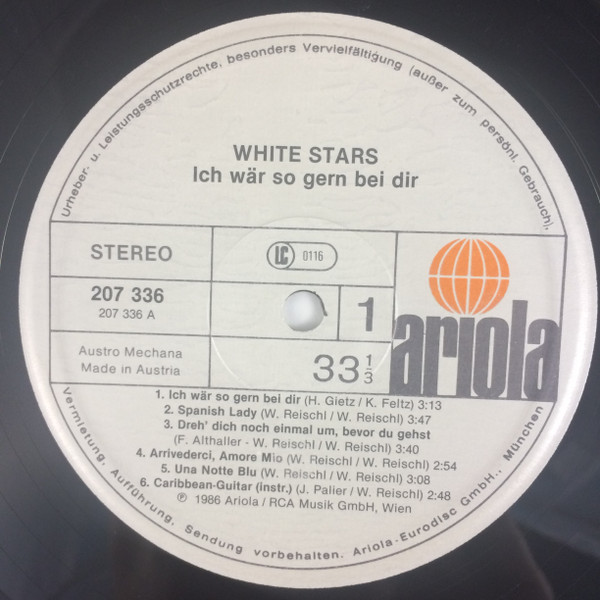 Urheber- u. Leistungsschutzrechte, besonders Vervielfältigung (außer zum persönl. Gebrauch),
WHITE STARS
Ich wär so gern bei dir
STEREO
LC 0116
207 336
207 336 A
1
ariola
Austro Mechana
Made in Austria
33 1/3
1. Ich wär so gern bei dir (H. Gietz / K. Feltz) 3:13
2. Spanish Lady (W. Reischl / W. Reischl) 3:47
3. Dreh' dich noch einmal um, bevor du gehst
(F. Althaller - W. Reischl / W. Reischl) 3:40
4. Arrivederci, Amore Mio (W. Reischl / W. Reischl) 2:54
5. Una Notte Blu (W. Reischl / W. Reischl) 3:08
6. Caribbean-Guitar (instr.) (J. Palier / W. Reischl) 2:48
℗ 1986 Ariola / RCA Musik GmbH, Wien
Vermietung, Aufführung, Sendung vorbehalten. Ariola-Eurodisc GmbH., München